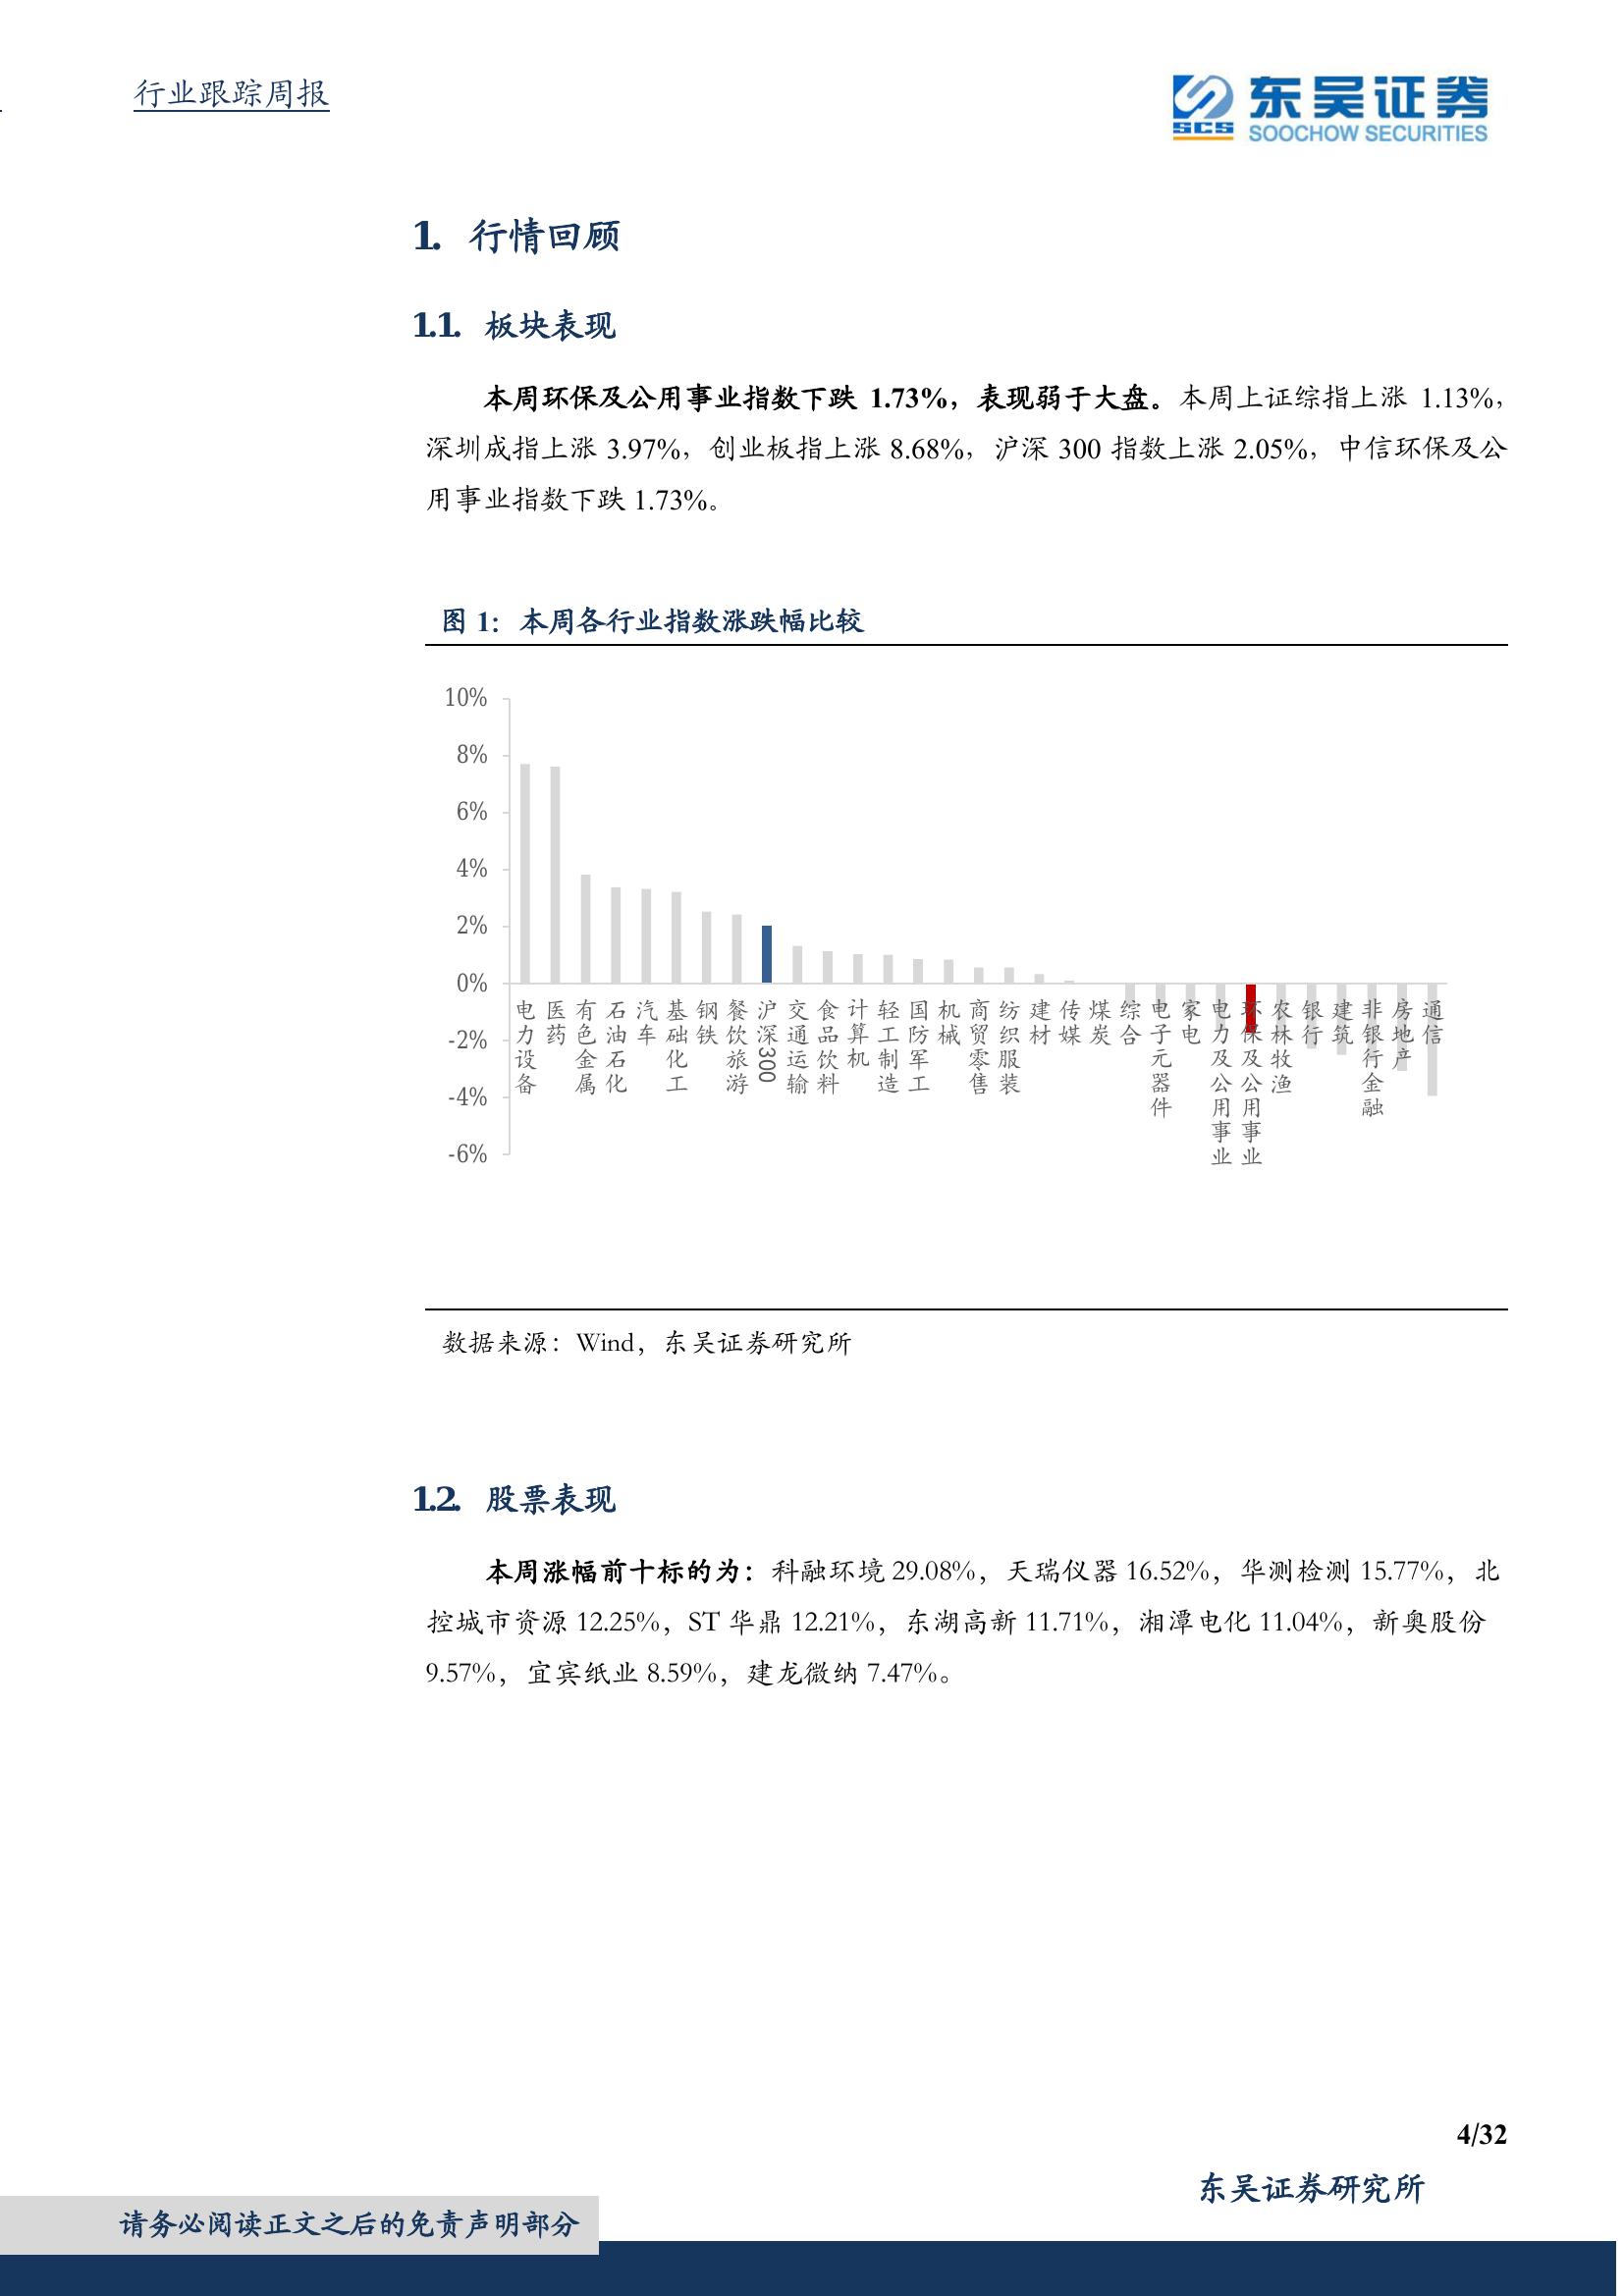 行业跟踪周报
SCS
东吴证券
SOOCHOW SECURITIES
1. 行情回顾
1.1. 板块表现
本周环保及公用事业指数下跌 1.73%，表现弱于大盘。本周上证综指上涨 1.13%，
深圳成指上涨 3.97%，创业板指上涨 8.68%，沪深 300 指数上涨 2.05%，中信环保及公
用事业指数下跌 1.73%。
图 1：本周各行业指数涨跌幅比较
10%
8%
6%
4%
2%
0%
-2%
-4%
-6%
电力设备
医药
有色金属
石油石化
汽车
基础化工
钢铁
餐饮旅游
沪深300
交通运输
食品饮料
计算机
轻工制造
国防军工
机械
商贸零售
纺织服装
建材
传媒
煤炭
综合
电子元器件
家电
电力及公用事业
环保及公用事业
农林牧渔
银行
建筑
非银行金融
房地产
通信
数据来源：Wind，东吴证券研究所
1.2. 股票表现
本周涨幅前十标的为：科融环境 29.08%，天瑞仪器 16.52%，华测检测 15.77%，北
控城市资源 12.25%，ST 华鼎 12.21%，东湖高新 11.71%，湘潭电化 11.04%，新奥股份
9.57%，宜宾纸业 8.59%，建龙微纳 7.47%。
4/32
东吴证券研究所
请务必阅读正文之后的免责声明部分